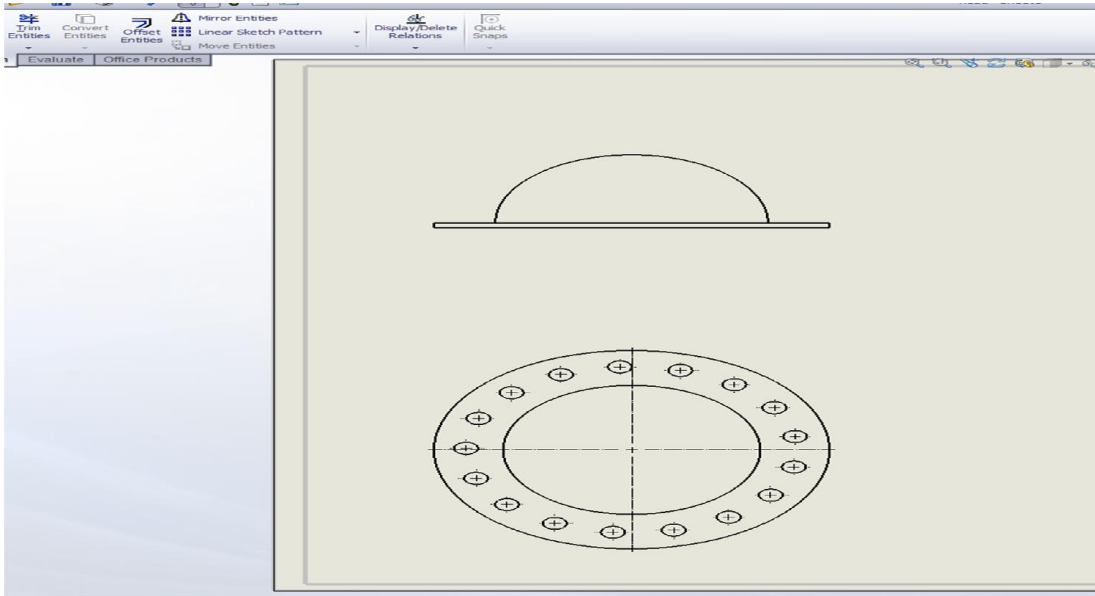 Trim
Entities
Convert
Entities
Offset
Entities
Mirror Entities
Linear Sketch Pattern
Move Entities
Display/Delete
Relations
Quick
Snaps
Evaluate
Office Products